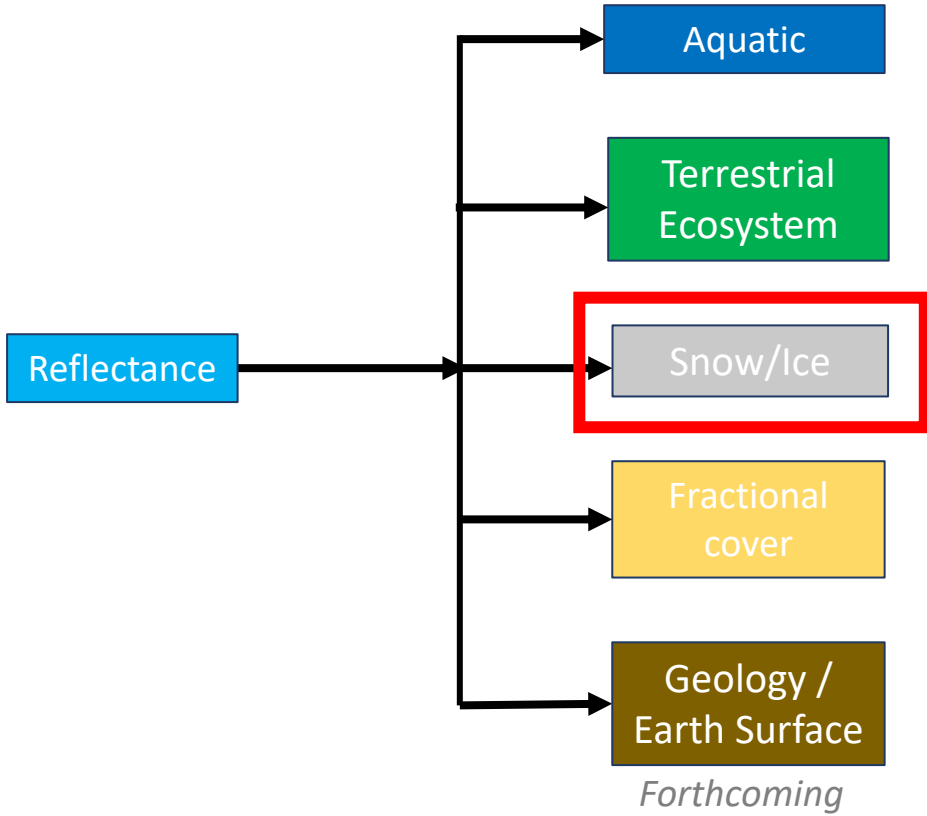 Aquatic
Terrestrial
Ecosystem
Reflectance
Snow/Ice
Fractional
cover
Geology /
Earth Surface
Forthcoming